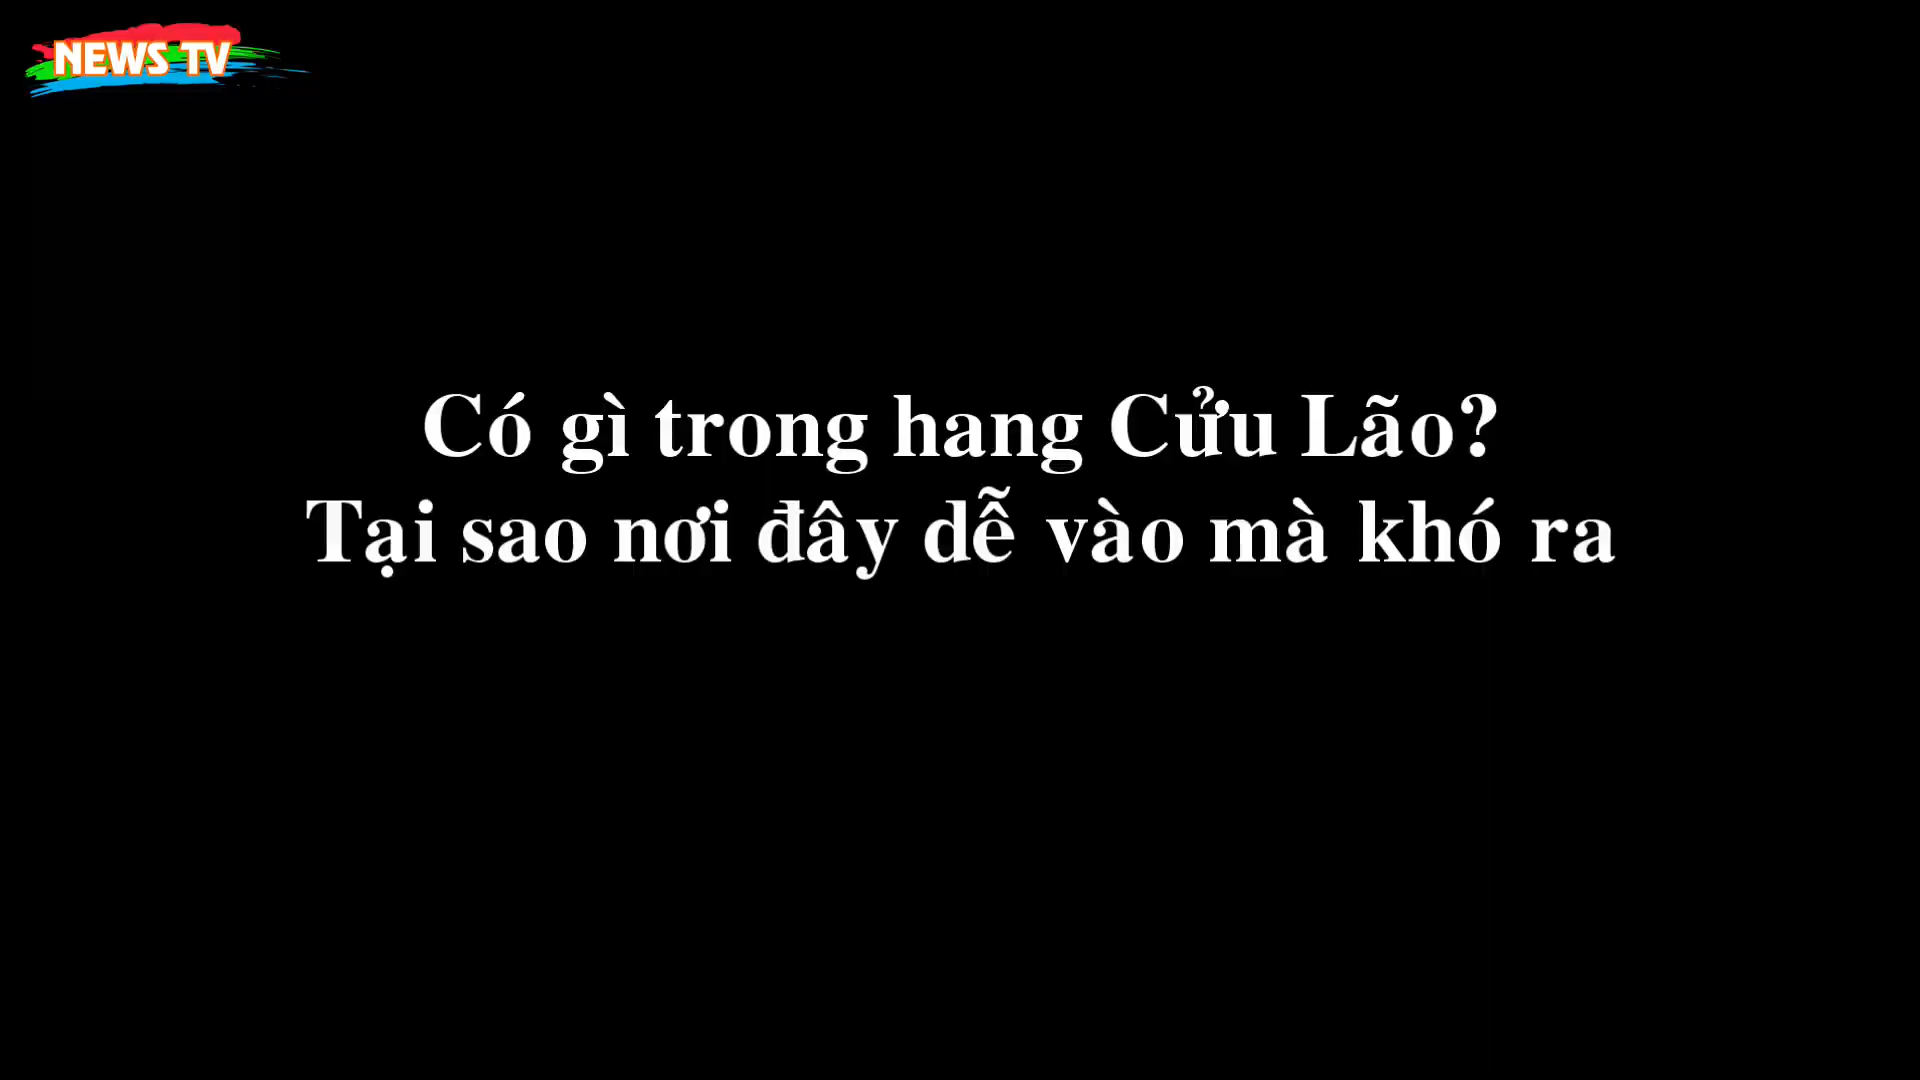 NEWS TV
Có gì trong hang Cửu Lão?
Tại sao nơi đây dễ vào mà khó ra